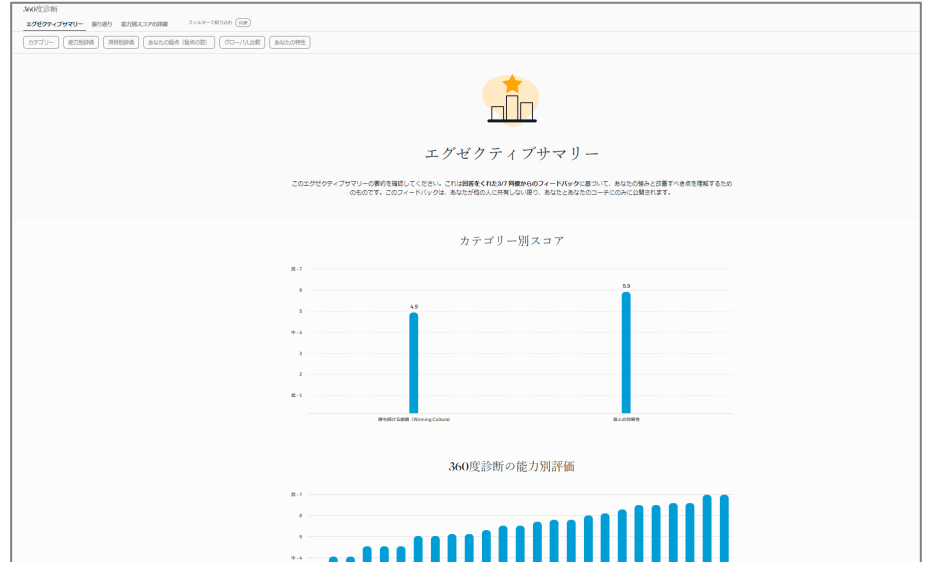 360度診断
エグゼクティブサマリー 振り返り 能力別スコアの詳細 フィルターで絞り込む 同僚
カテゴリー 能力別評価 項目別評価 あなたの盲点（盲点の窓） グローバル比較 あなたの特性
エグゼクティブサマリー
このエグゼクティブサマリーの要約を確認してください。これは回答をくれた3/7 同僚からのフィードバックに基づいて、あなたの強みと改善すべき点を理解するため
のものです。このフィードバックは、あなたが他の人に共有しない限り、あなたとあなたのコーチにのみに公開されます。
カテゴリー別スコア
高 - 7
6
5.9
5
4.9
中 - 4
3
2
低 - 1
勝ち続ける組織（Winning Culture） 個人の効果性
360度診断の能力別評価
高 - 7
6
5
中 - 4